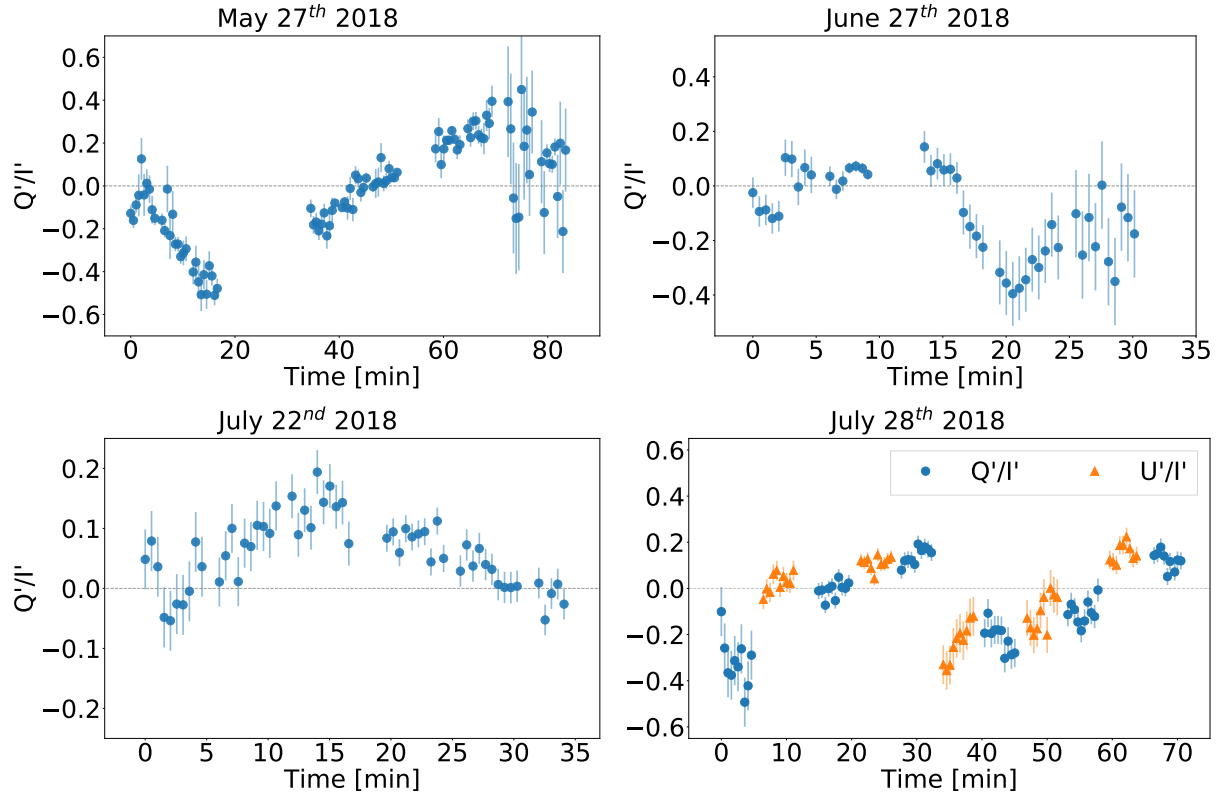 May 27th 2018
0.6
0.4
0.2
0.0
−0.2
−0.4
−0.6
Q'/I'
0 20 40 60 80
Time [min]
June 27th 2018
0.4
0.2
0.0
−0.2
−0.4
Q'/I'
0 5 10 15 20 25 30 35
Time [min]
July 22nd 2018
0.2
0.1
0.0
−0.1
−0.2
Q'/I'
0 5 10 15 20 25 30 35
Time [min]
July 28th 2018
Q'/I' U'/I'
0.6
0.4
0.2
0.0
−0.2
−0.4
−0.6
0 10 20 30 40 50 60 70
Time [min]